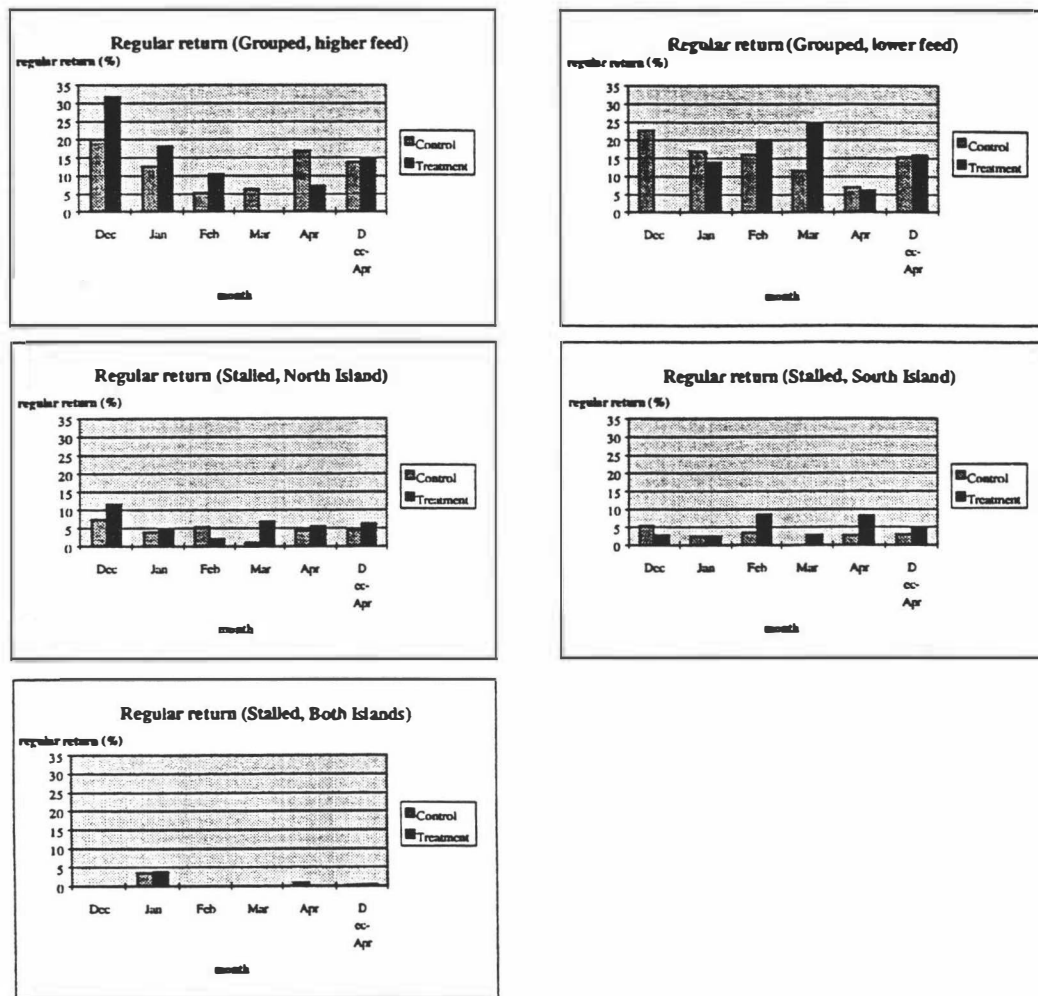 Regular return (Grouped, higher feed)
regular return (%)
35
30
25
20
15
10
5
0
Control
Treatment
Dec Jan Feb Mar Apr D
ec-
Apr
month
Regular return (Grouped, lower feed)
regular return (%)
35
30
25
20
15
10
5
0
Control
Treatment
Dec Jan Feb Mar Apr D
ec-
Apr
month
Regular return (Stalled, North Island)
regular return (%)
35
30
25
20
15
10
5
0
Control
Treatment
Dec Jan Feb Mar Apr D
ec-
Apr
month
Regular return (Stalled, South Island)
regular return (%)
35
30
25
20
15
10
5
0
Control
Treatment
Dec Jan Feb Mar Apr D
ec-
Apr
month
Regular return (Stalled, Both Islands)
regular return (%)
35
30
25
20
15
10
5
0
Control
Treatment
Dec Jan Feb Mar Apr D
ec-
Apr
month